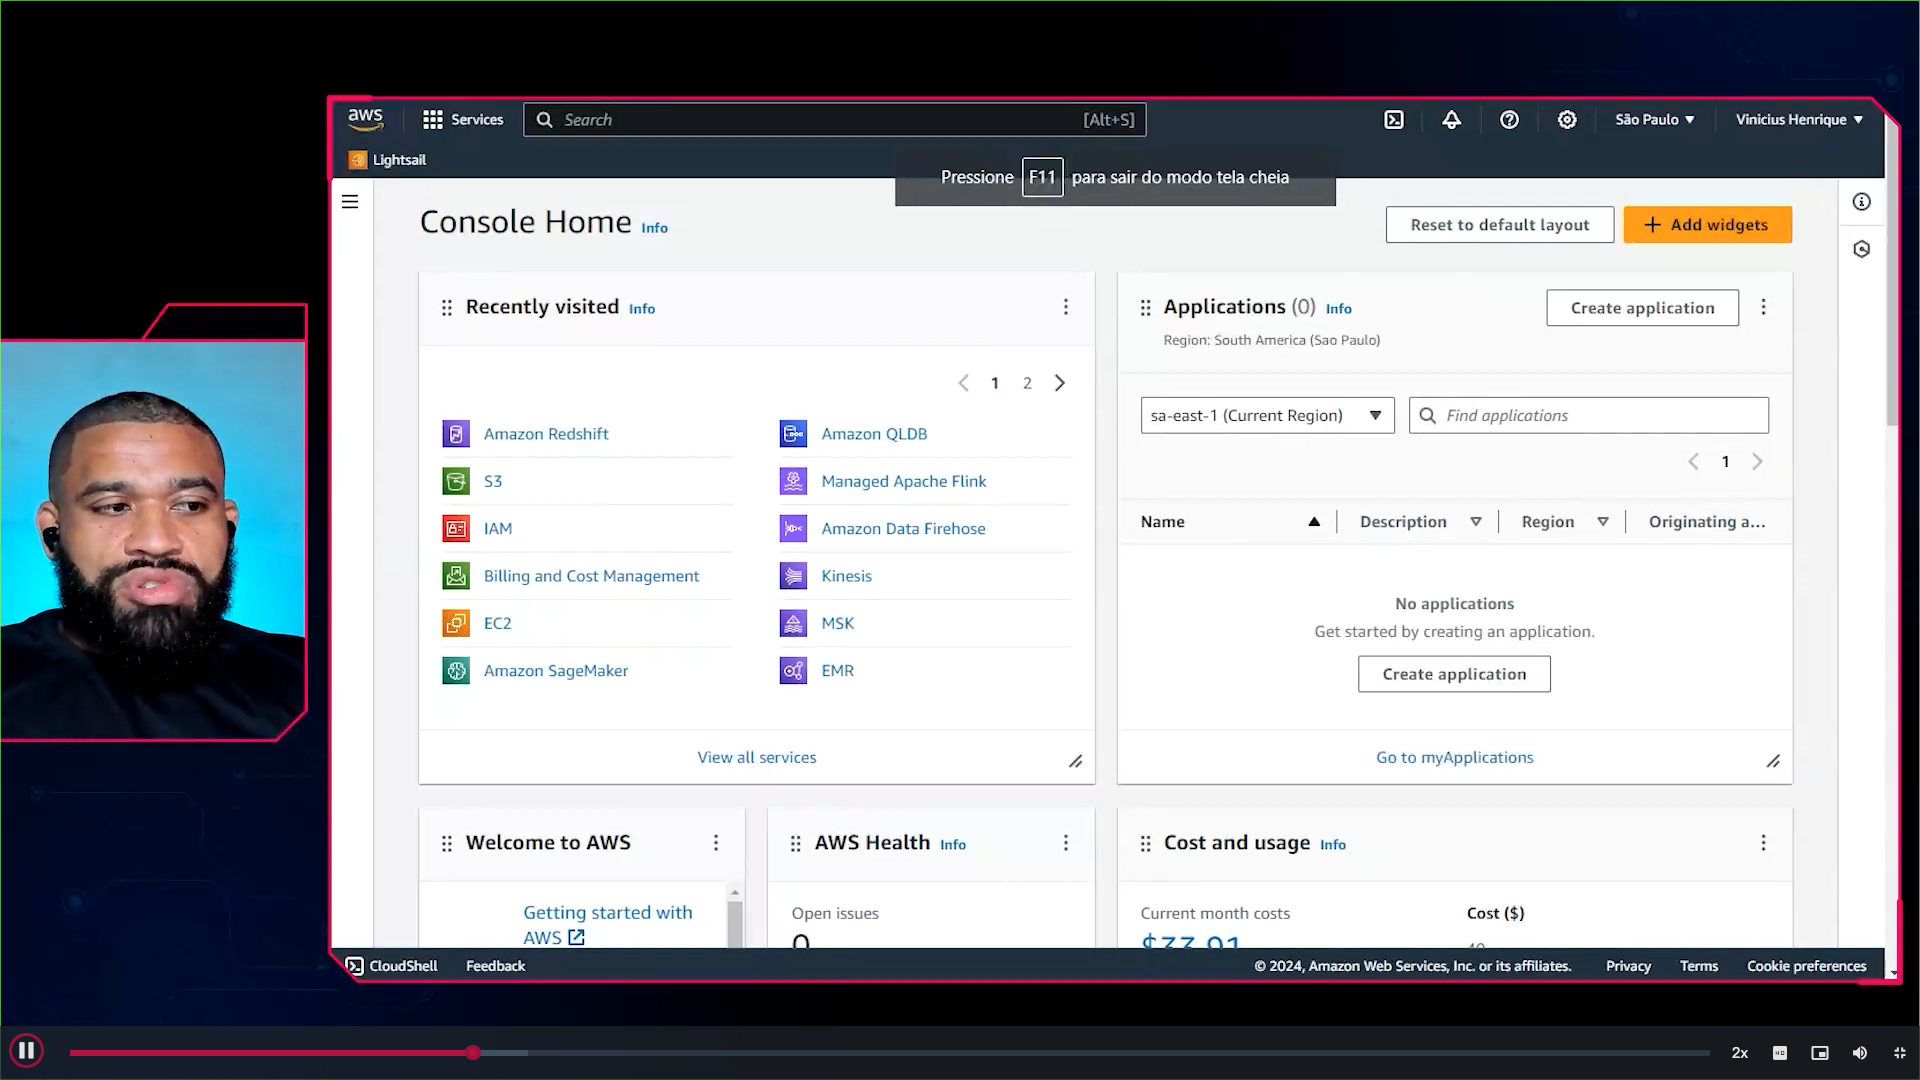 aws
Services
Search
[Alt+S]
São Paulo
Vinicius Henrique
Lightsail
Pressione F11 para sair do modo tela cheia
Console Home Info
Reset to default layout
Add widgets
Recently visited Info
1 2
Amazon Redshift
S3
IAM
Billing and Cost Management
EC2
Amazon SageMaker
Amazon QLDB
Managed Apache Flink
Amazon Data Firehose
Kinesis
MSK
EMR
View all services
Applications (0) Info
Create application
Region: South America (Sao Paulo)
sa-east-1 (Current Region)
Find applications
1
Name
Description
Region
Originating a...
No applications
Get started by creating an application.
Create application
Go to myApplications
Welcome to AWS
Getting started with
AWS
AWS Health Info
Open issues
0
Cost and usage Info
Current month costs
$33.91
Cost ($)
CloudShell
Feedback
© 2024, Amazon Web Services, Inc. or its affiliates.
Privacy
Terms
Cookie preferences
2x
HD